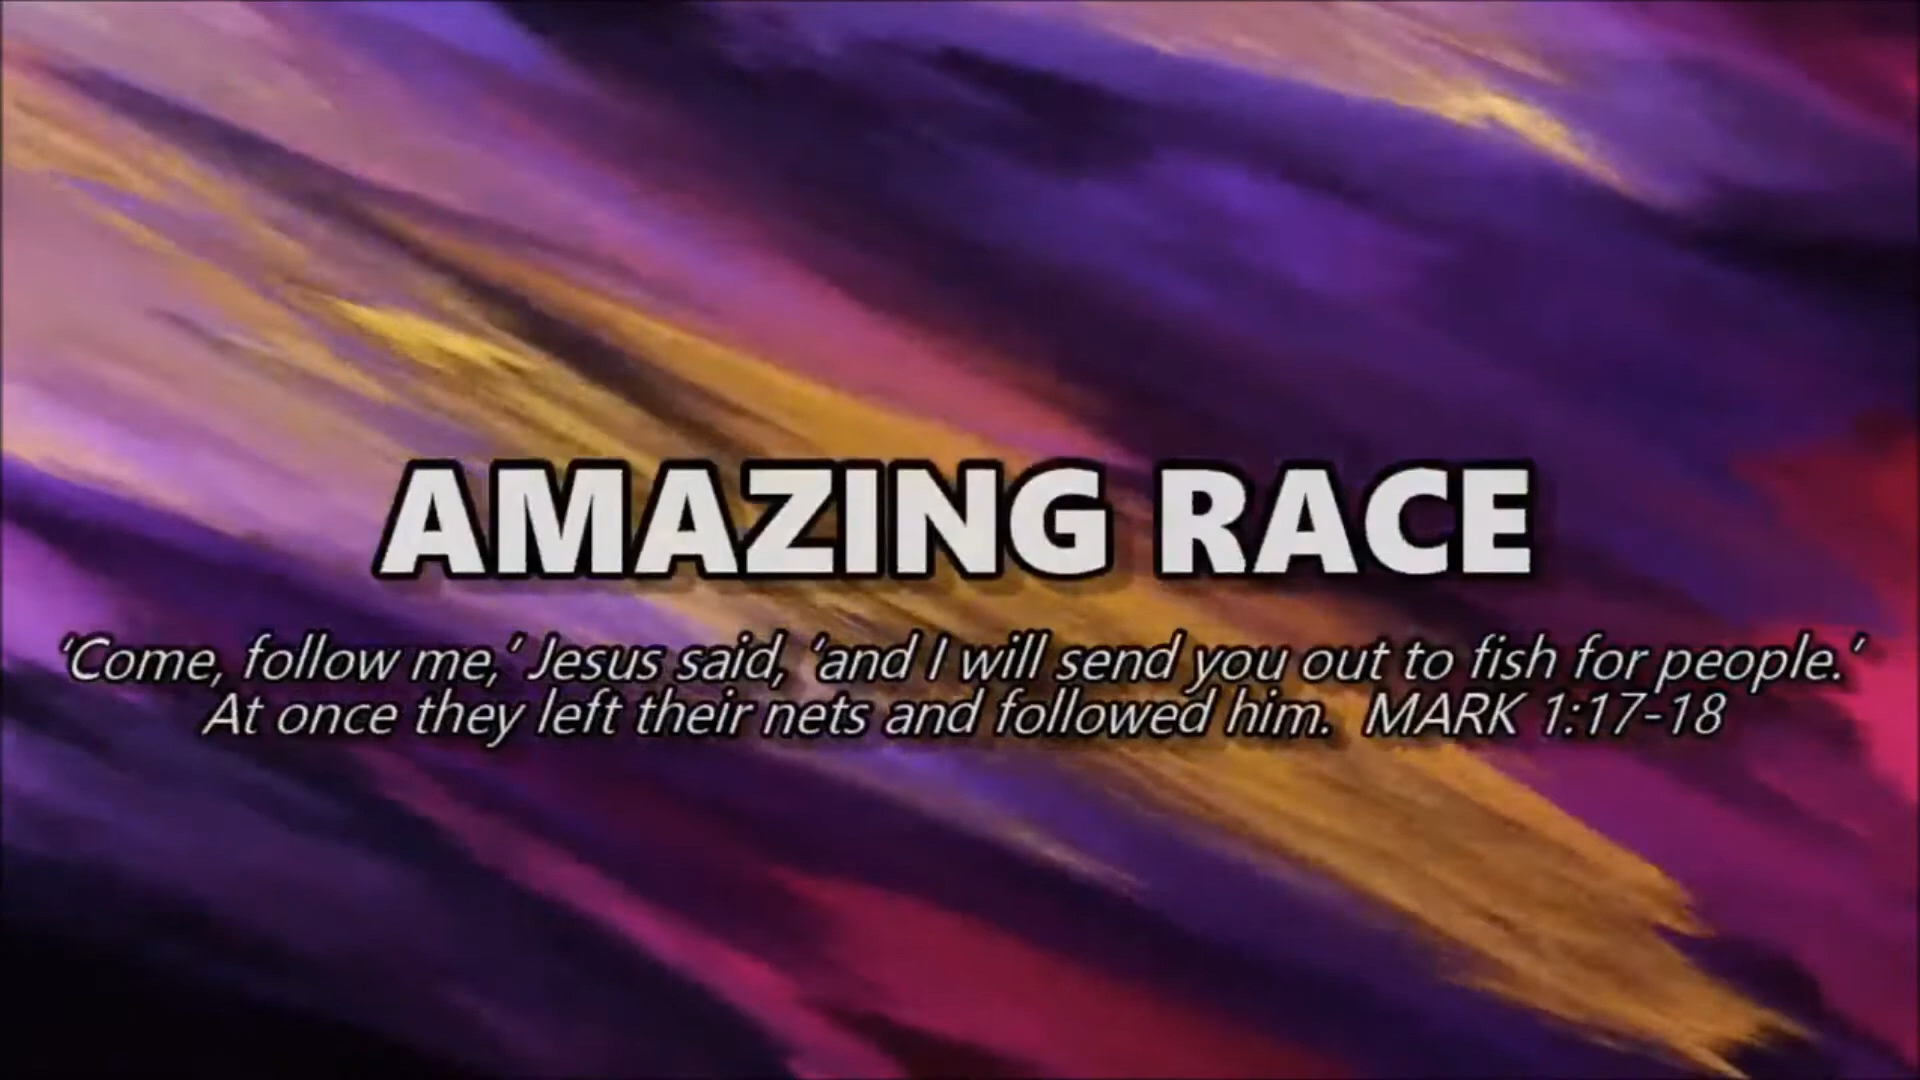 AMAZING RACE
‘Come, follow me,’ Jesus said, ‘and I will send you out to fish for people.’
At once they left their nets and followed him. MARK 1:17-18